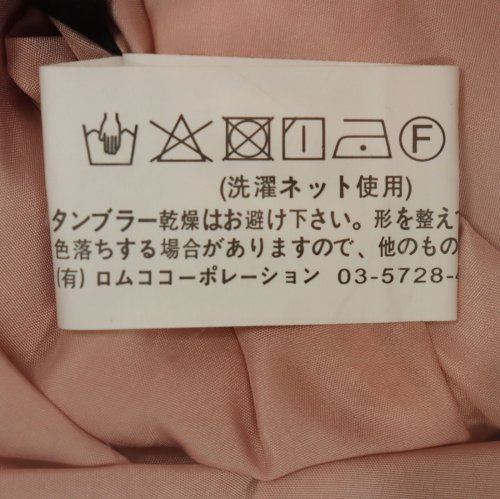 F
(洗濯ネット使用)
タンブラー乾燥はお避け下さい。形を整えて
色落ちする場合がありますので、他のもの
(有) ロムココーポレーション 03-5728-